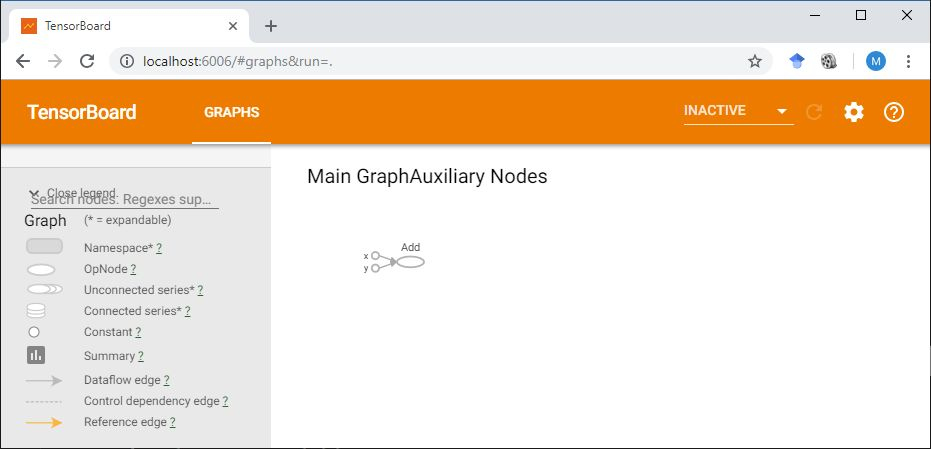 TensorBoard
localhost:6006/#graphs&run=.
M
TensorBoard
GRAPHS
INACTIVE
Main GraphAuxiliary Nodes
Close legend
Search nodes. Regexes sup...
Graph
(* = expandable)
Namespace* ?
OpNode ?
Unconnected series* ?
Connected series* ?
Constant ?
Summary ?
Dataflow edge ?
Control dependency edge ?
Reference edge ?
Add
x
y